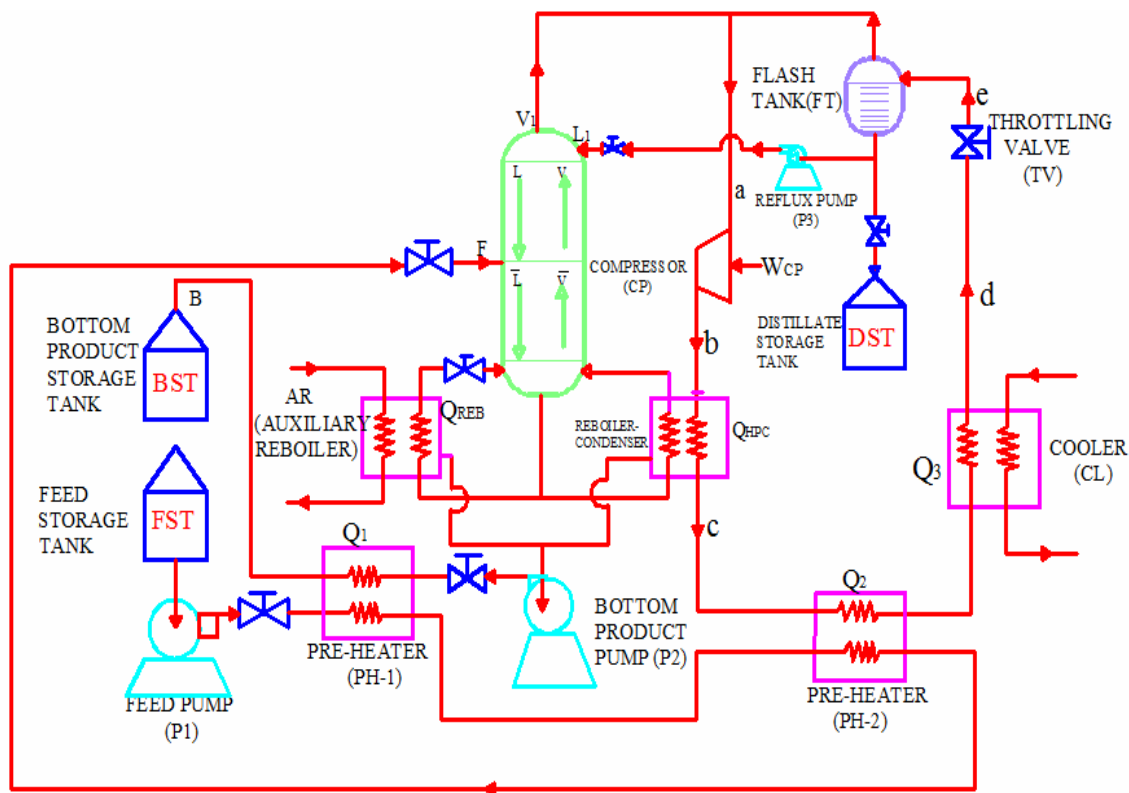 FLASH
TANK(FT)
e
THROTTLING
VALVE
(TV)
V1
L1
L
V
a
REFLUX PUMP
(P3)
F
COMPRESSOR
(CP)
WCP
L̅
V̅
d
B
BOTTOM
PRODUCT
STORAGE
TANK
BST
b
DISTILLATE
STORAGE
TANK
DST
AR
(AUXILIARY
REBOILER)
QREB
REBOILER-
CONDENSER
QHPC
Q3
COOLER
(CL)
FEED
STORAGE
TANK
FST
c
Q1
Q2
PRE-HEATER
(PH-1)
BOTTOM
PRODUCT
PUMP (P2)
PRE-HEATER
(PH-2)
FEED PUMP
(P1)